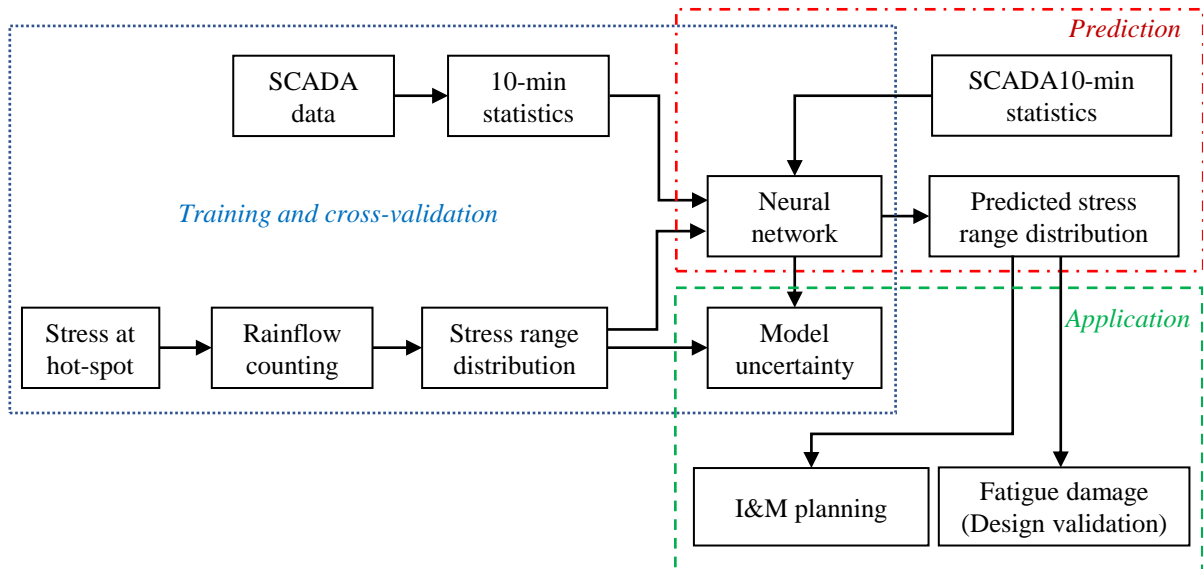 Prediction
SCADA
data
10-min
statistics
SCADA10-min
statistics
Training and cross-validation
Neural
network
Predicted stress
range distribution
Stress at
hot-spot
Rainflow
counting
Stress range
distribution
Model
uncertainty
Application
I&M planning
Fatigue damage
(Design validation)